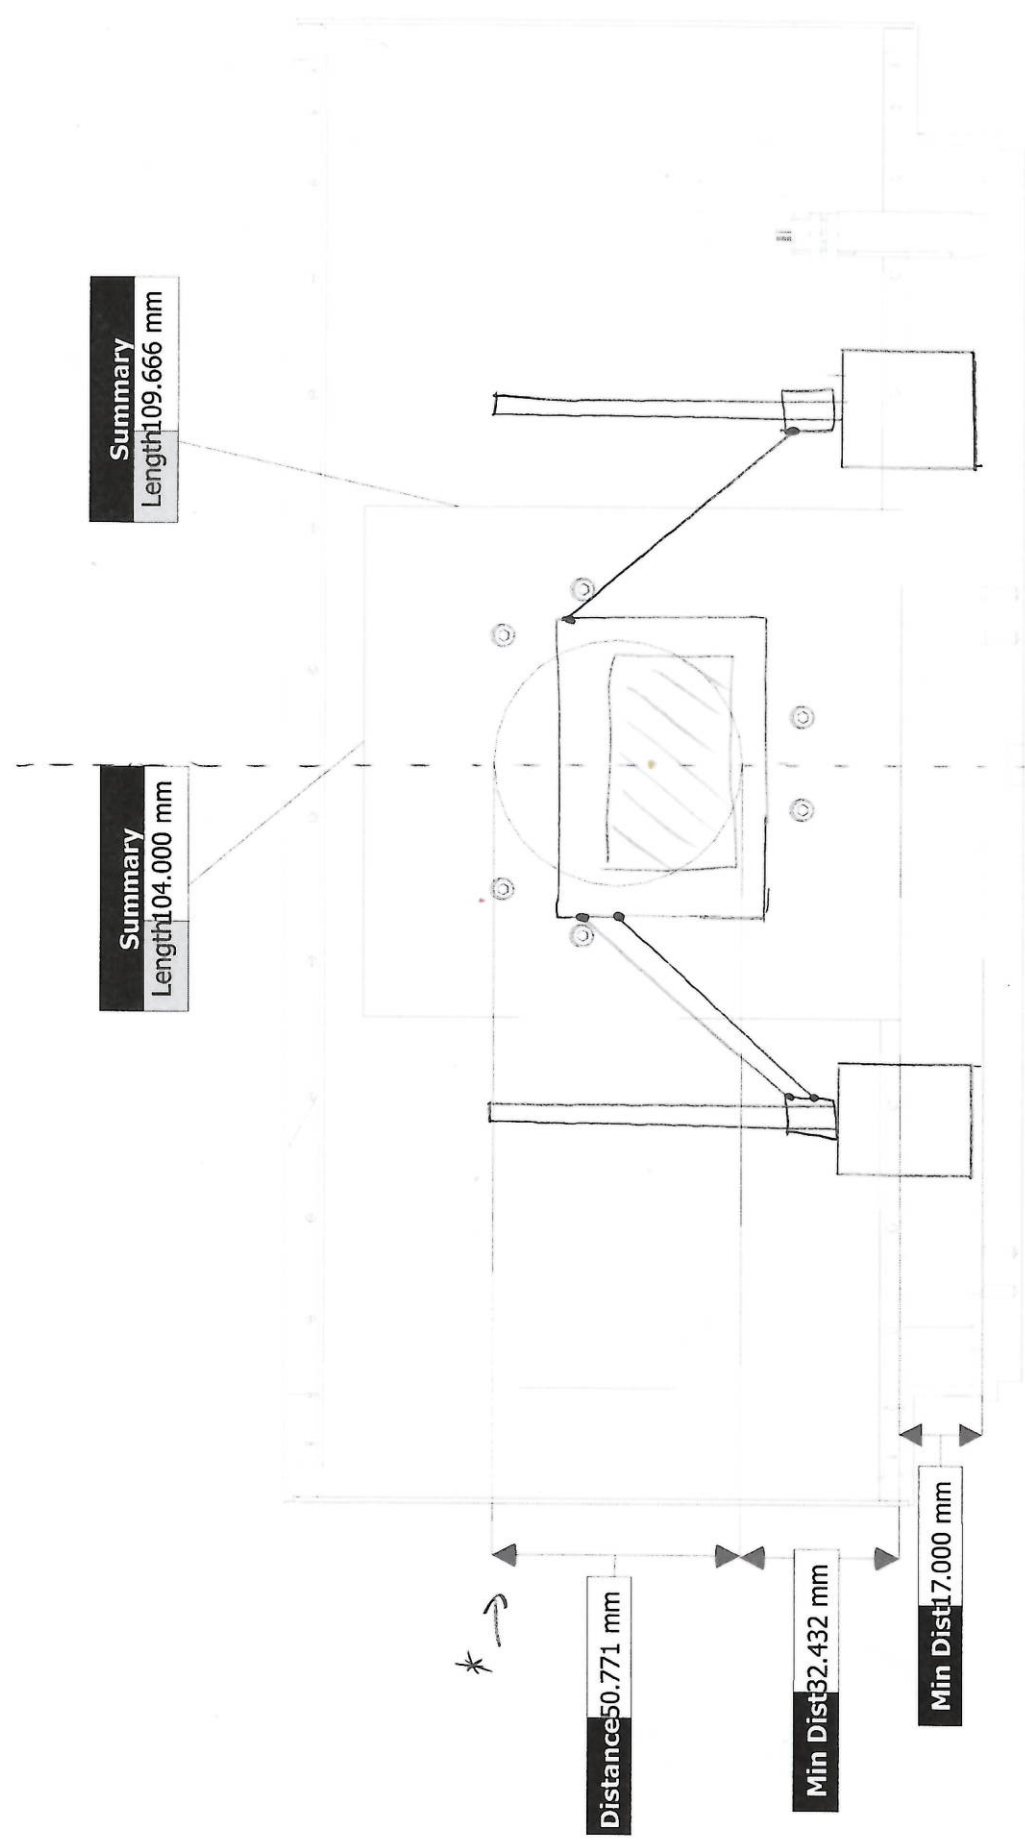 Summary
Length109.666 mm
Summary
Length104.000 mm
*
Distance50.771 mm
Min Dist32.432 mm
Min Dist17.000 mm